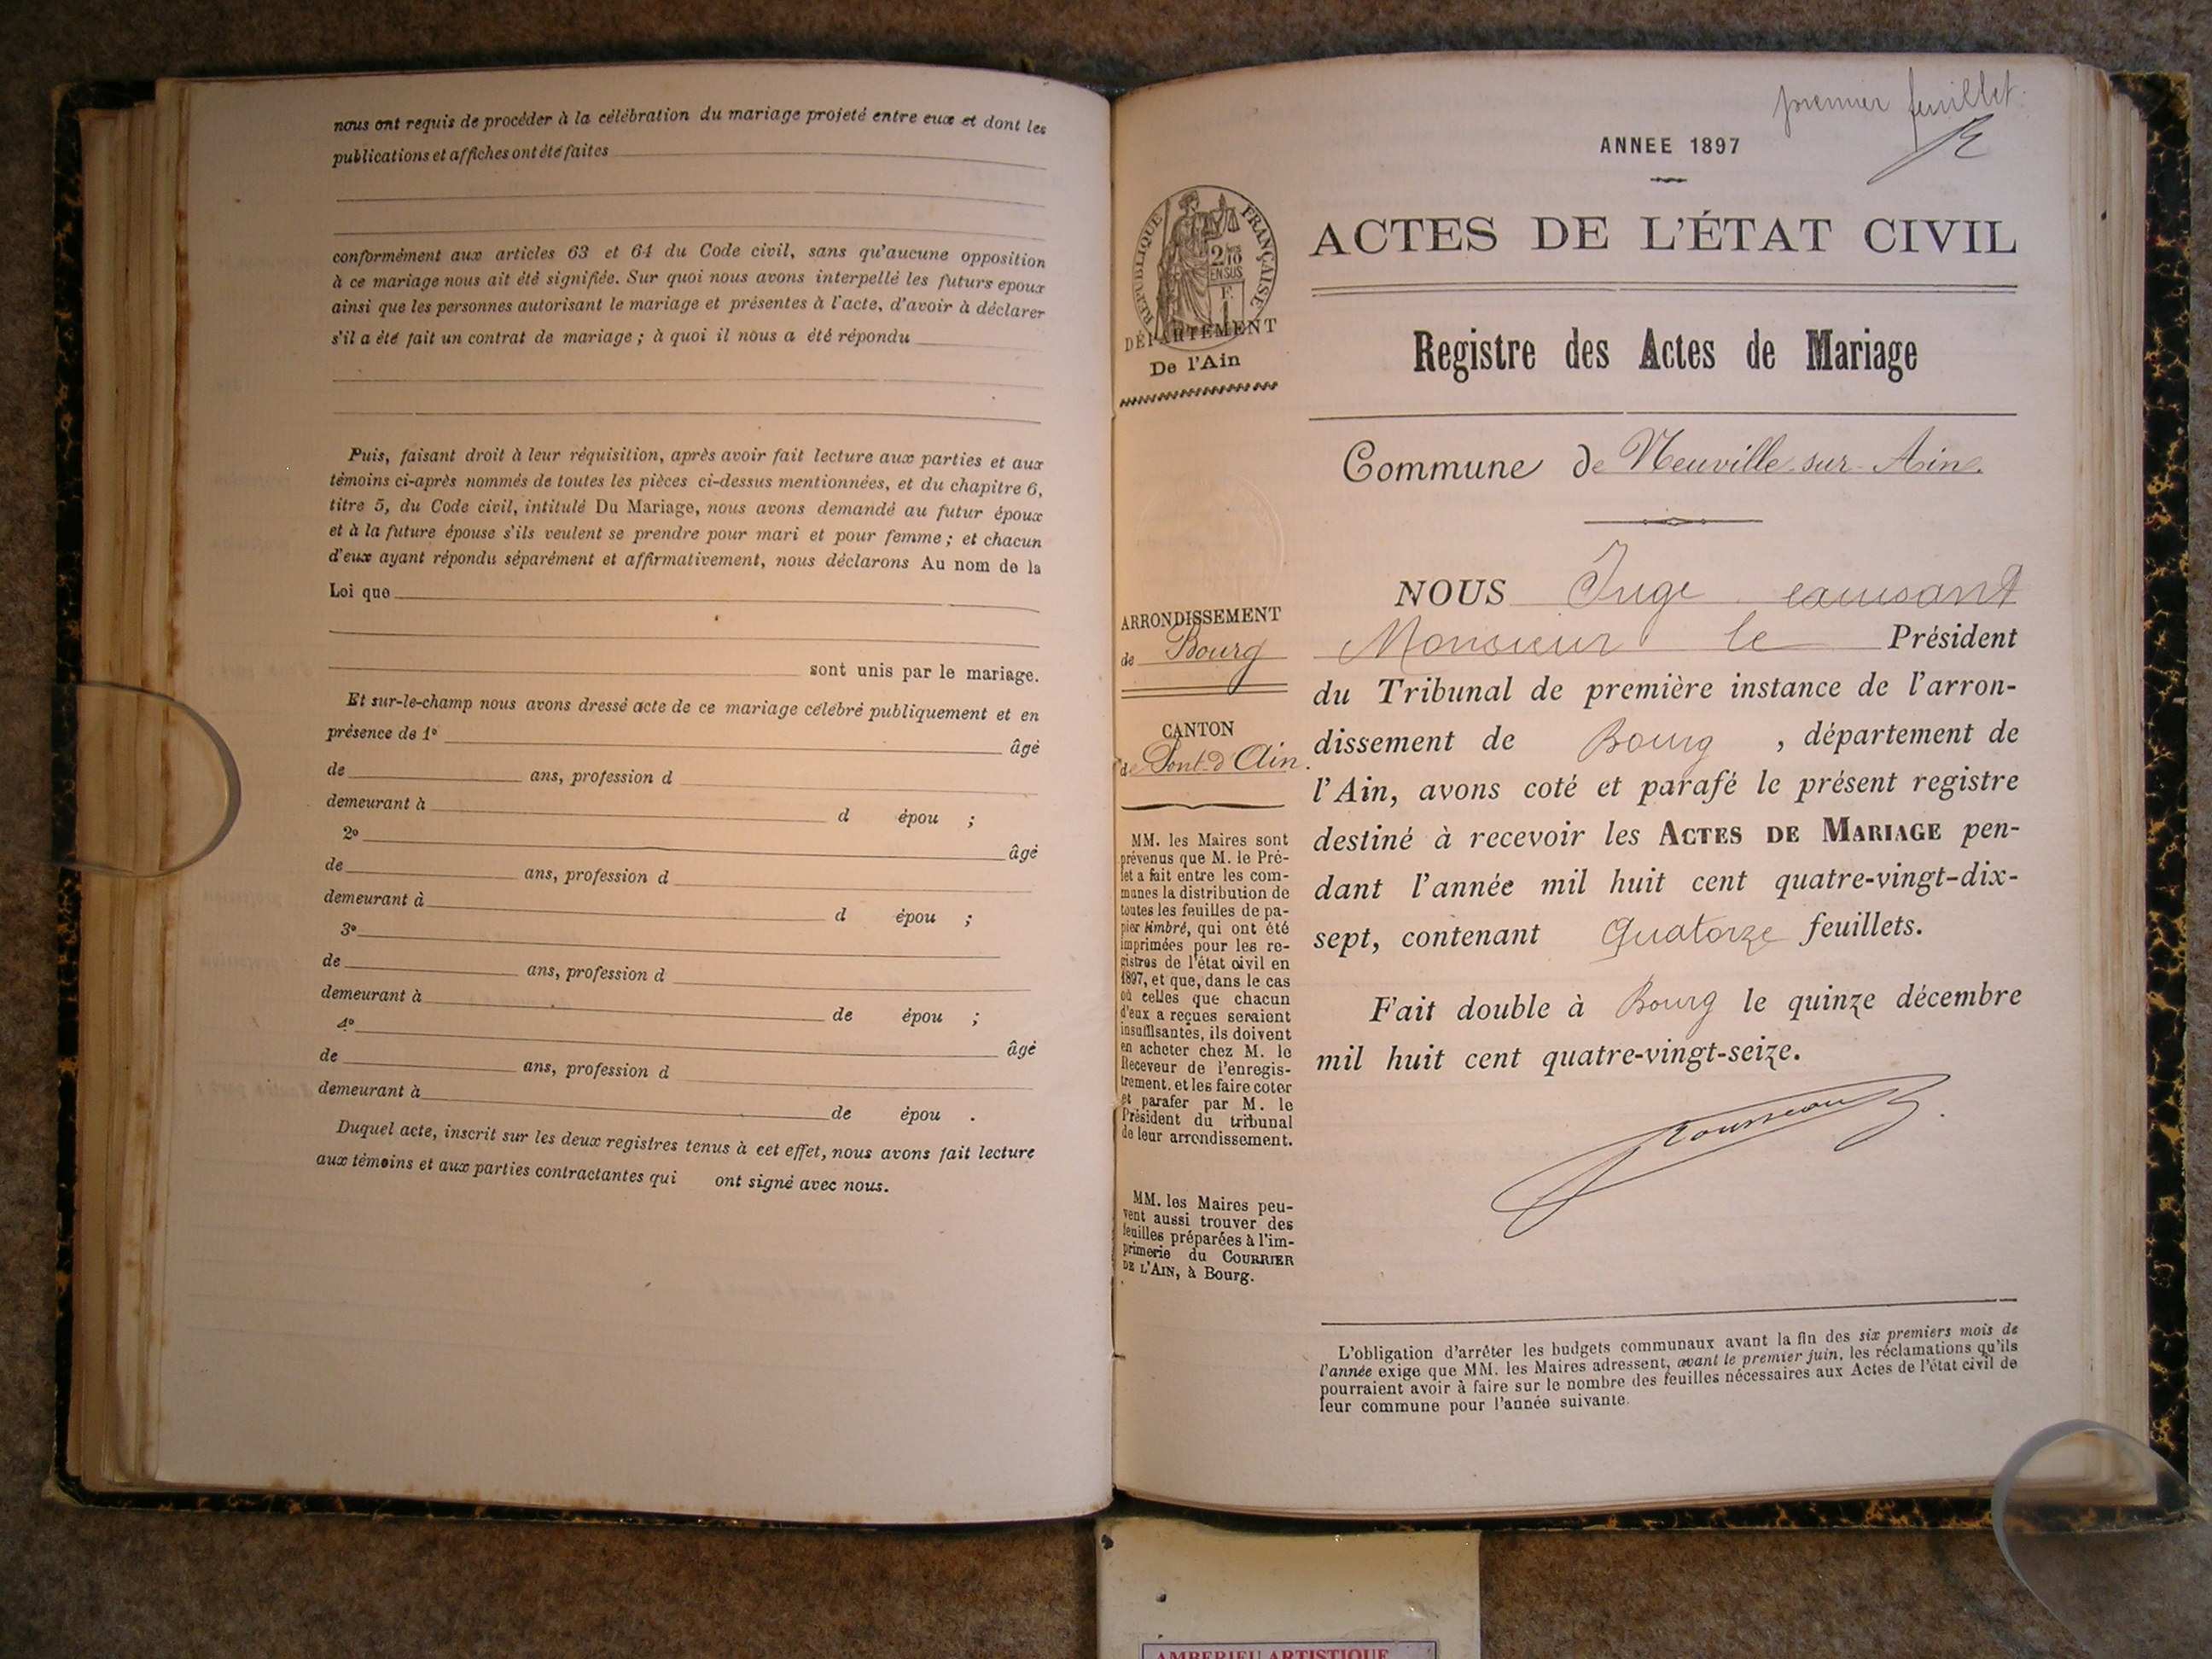 nous ont requis de procéder à la célébration du mariage projeté entre eux et dont les
publications et affiches ont été faites
conformément aux articles 63 et 64 du Code civil, sans qu'aucune opposition
à ce mariage nous ait été signifiée. Sur quoi nous avons interpellé les futurs epoux
ainsi que les personnes autorisant le mariage et présentes à l'acte, d'avoir à déclarer
s'il a été fait un contrat de mariage ; à quoi il nous a été répondu
Puis, faisant droit à leur réquisition, après avoir fait lecture aux parties et aux
témoins ci-après nommés de toutes les pièces ci-dessus mentionnées, et du chapitre 6,
titre 5, du Code civil, intitulé Du Mariage, nous avons demandé au futur époux
et à la future épouse s'ils veulent se prendre pour mari et pour femme ; et chacun
d'eux ayant répondu séparément et affirmativement, nous déclarons Au nom de la
Loi que
sont unis par le mariage.
Et sur-le-champ nous avons dressé acte de ce mariage célébré publiquement et en
présence de 1º âgé
de ans, profession d
demeurant à d épou ;
2º âgé
de ans, profession d
demeurant à d épou ;
3º
de ans, profession d
demeurant à de épou ;
4º âgé
de ans, profession d
demeurant à de épou .
Duquel acte, inscrit sur les deux registres tenus à cet effet, nous avons fait lecture
aux témoins et aux parties contractantes qui ont signé avec nous.
premier feuillet.
ANNEE 1897
RÉPUBLIQUE FRANÇAISE
2/10
EN SUS
F.
1
DÉPARTEMENT
De l'Ain
ACTES DE L'ÉTAT CIVIL
Registre des Actes de Mariage
Commune de Neuville-sur-Ain.
ARRONDISSEMENT
de Bourg
CANTON
de Pont-d'Ain.
MM. les Maires sont
prévenus que M. le Pré-
fet a fait entre les com-
munes la distribution de
toutes les feuilles de pa-
pier timbré, qui ont été
imprimées pour les re-
gistres de l'état civil en
1897, et que, dans le cas
où celles que chacun
d'eux a reçues seraient
insuffisantes, ils doivent
en acheter chez M. le
Receveur de l'enregis-
trement, et les faire coter
et parafer par M. le
Président du tribunal
de leur arrondissement.
MM. les Maires peu-
vent aussi trouver des
feuilles préparées à l'im-
primerie du COURRIER
DE L'AIN, à Bourg.
NOUS Juge
Monsieur le Président
du Tribunal de première instance de l'arron-
dissement de Bourg , département de
l'Ain, avons coté et parafé le présent registre
destiné à recevoir les ACTES DE MARIAGE pen-
dant l'année mil huit cent quatre-vingt-dix-
sept, contenant Quatorze feuillets.
Fait double à Bourg le quinze décembre
mil huit cent quatre-vingt-seize.
L'obligation d'arrêter les budgets communaux avant la fin des six premiers mois de
l'année exige que MM. les Maires adressent, avant le premier juin, les réclamations qu'ils
pourraient avoir à faire sur le nombre des feuilles nécessaires aux Actes de l'état civil de
leur commune pour l'année suivante.
AMBERIEU ARTISTIQUE